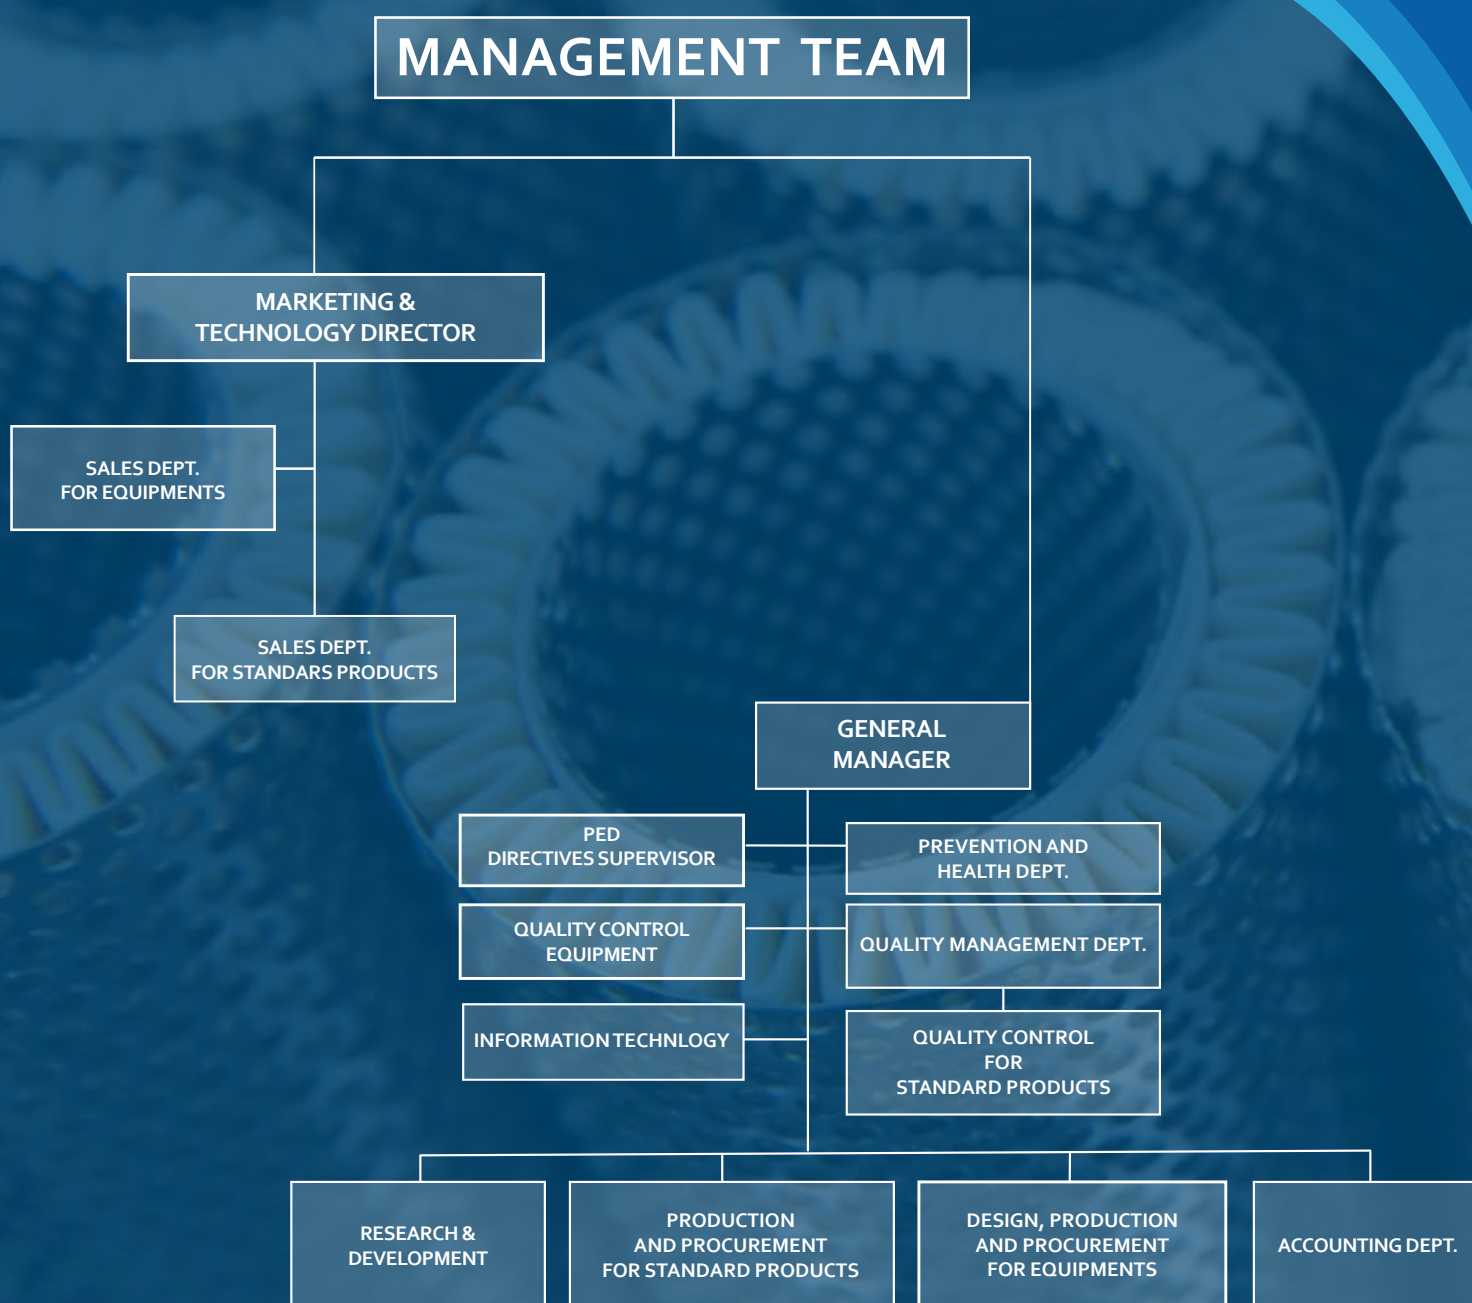 MANAGEMENT TEAM
MARKETING &
TECHNOLOGY DIRECTOR
SALES DEPT.
FOR EQUIPMENTS
SALES DEPT.
FOR STANDARS PRODUCTS
GENERAL
MANAGER
PED
DIRECTIVES SUPERVISOR
PREVENTION AND
HEALTH DEPT.
QUALITY CONTROL
EQUIPMENT
QUALITY MANAGEMENT DEPT.
INFORMATION TECHNLOGY
QUALITY CONTROL
FOR
STANDARD PRODUCTS
RESEARCH &
DEVELOPMENT
PRODUCTION
AND PROCUREMENT
FOR STANDARD PRODUCTS
DESIGN, PRODUCTION
AND PROCUREMENT
FOR EQUIPMENTS
ACCOUNTING DEPT.